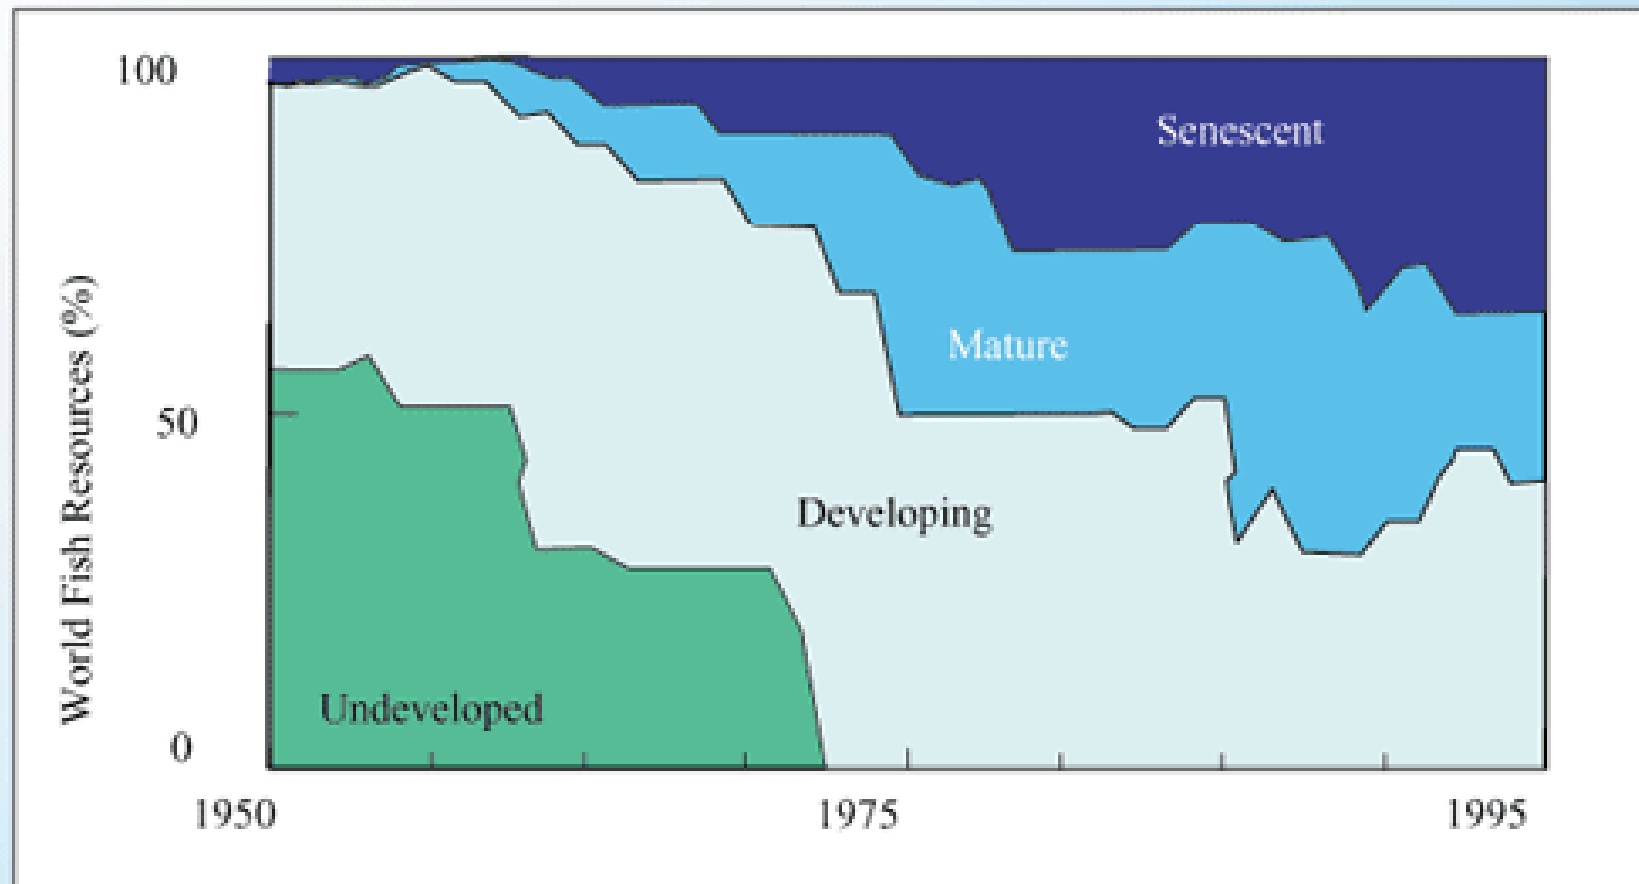 100
Senescent
World Fish Resources (%)
Mature
50
Developing
Undeveloped
0
1950 1975 1995